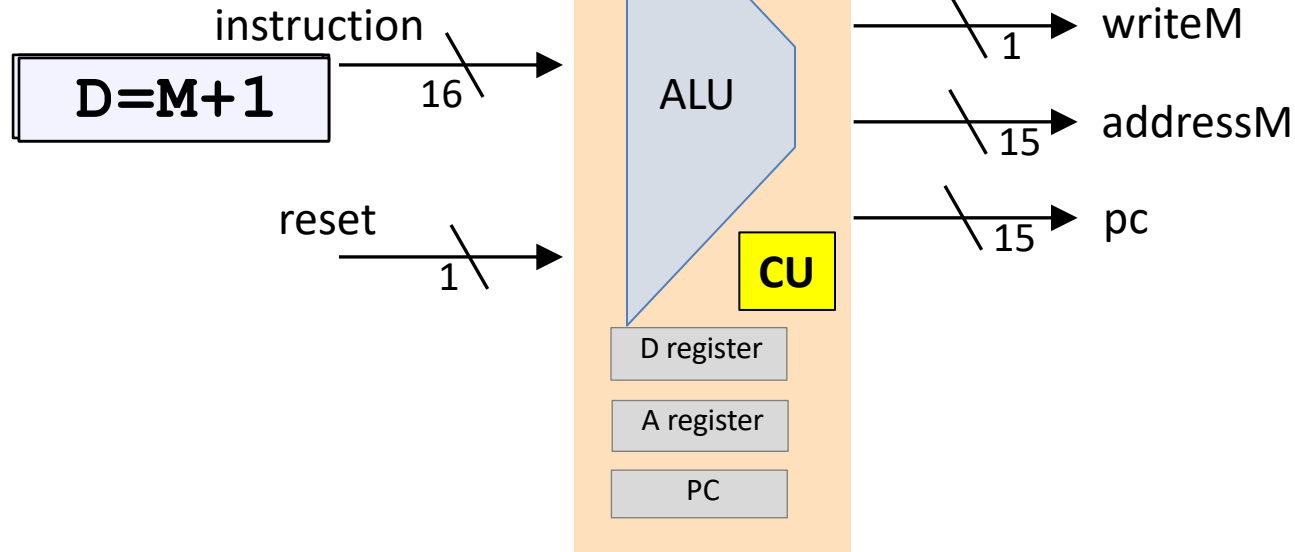 instruction
16
D=M+1
reset
1
ALU
CU
D register
A register
PC
writeM
1
addressM
15
pc
15